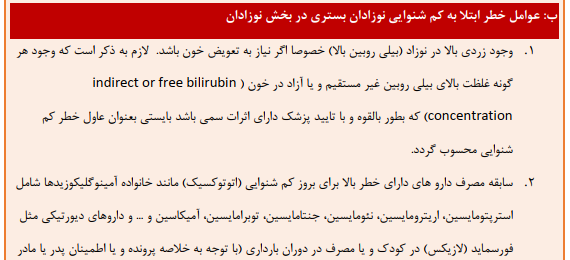 ب: عوامل خطر ابتلا به کم شنوایی نوزادان بستری در بخش نوزادان
۱. وجود زردی بالا در نوزاد (بیلی روبین بالا) خصوصا اگر نیاز به تعویض خون باشد. لازم به ذکر است که وجود هر
گونه غلظت بالای بیلی روبین غیر مستقیم و یا آزاد در خون ( indirect or free bilirubin
concentration) که بطور بالقوه و با تایید پزشک دارای اثرات سمی باشد بایستی بعنوان عاول خطر کم
شنوایی محسوب گردد.
۲. سابقه مصرف دارو های دارای خطر بالا برای بروز کم شنوایی (اتوتوکسیک) مانند خانواده آمینوگلیکوزیدها شامل
استرپتومایسین، اریترومایسین، نئومایسین، جنتامایسین، توبرامایسین، آمیکاسین و ... و داروهای دیورتیکی مثل
فورسماید (لازیکس) در کودک و یا مصرف در دوران بارداری (با توجه به خلاصه پرونده و یا اطمینان پدر یا مادر